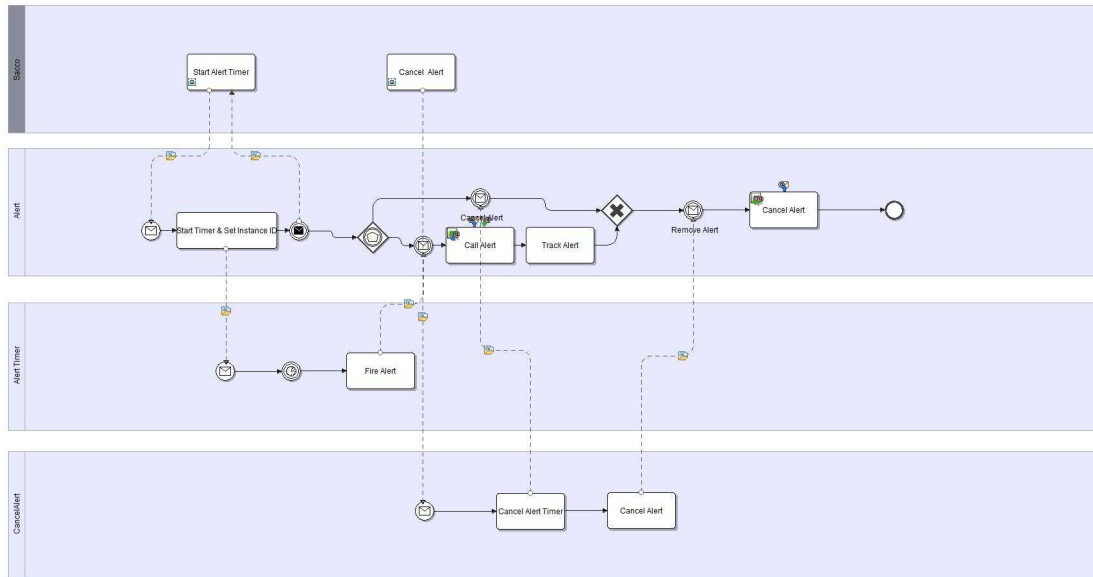 Sacco
Start Alert Timer
Cancel Alert
Alert
Start Timer & Set Instance ID
Cancel Alert
Call Alert
Track Alert
Remove Alert
Cancel Alert
Alert Timer
Fire Alert
CancelAlert
Cancel Alert Timer
Cancel Alert